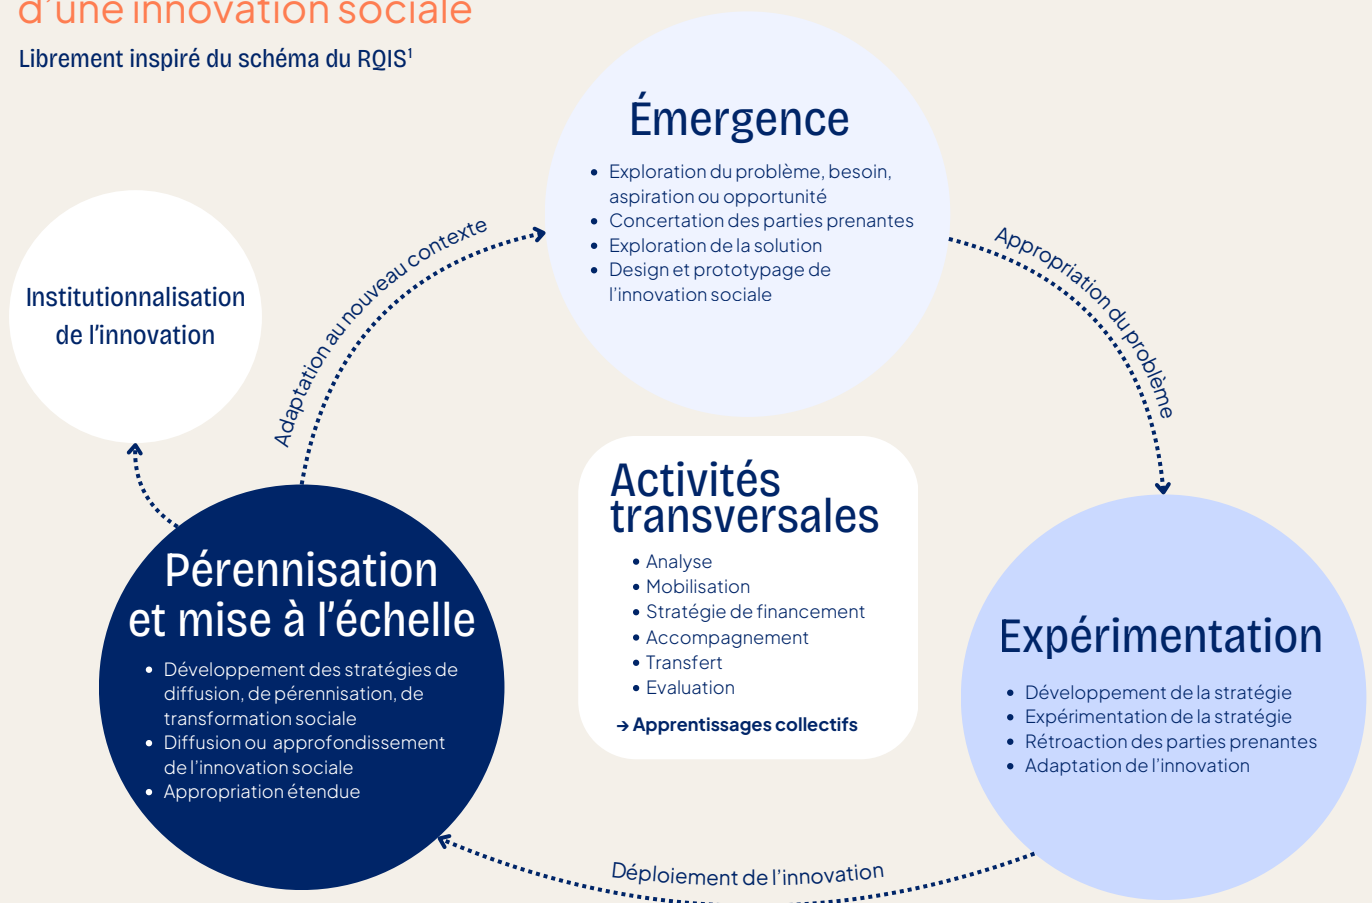 d'une innovation sociale
Librement inspiré du schéma du RQIS¹
Émergence
• Exploration du problème, besoin,
aspiration ou opportunité
• Concertation des parties prenantes
• Exploration de la solution
• Design et prototypage de
l'innovation sociale
Adaptation au nouveau contexte
Appropriation du problème
Institutionnalisation
de l'innovation
Activités
transversales
• Analyse
• Mobilisation
• Stratégie de financement
• Accompagnement
• Transfert
• Evaluation
→ Apprentissages collectifs
Pérennisation
et mise à l'échelle
• Développement des stratégies de
diffusion, de pérennisation, de
transformation sociale
• Diffusion ou approfondissement
de l'innovation sociale
• Appropriation étendue
Expérimentation
• Développement de la stratégie
• Expérimentation de la stratégie
• Rétroaction des parties prenantes
• Adaptation de l'innovation
Déploiement de l'innovation